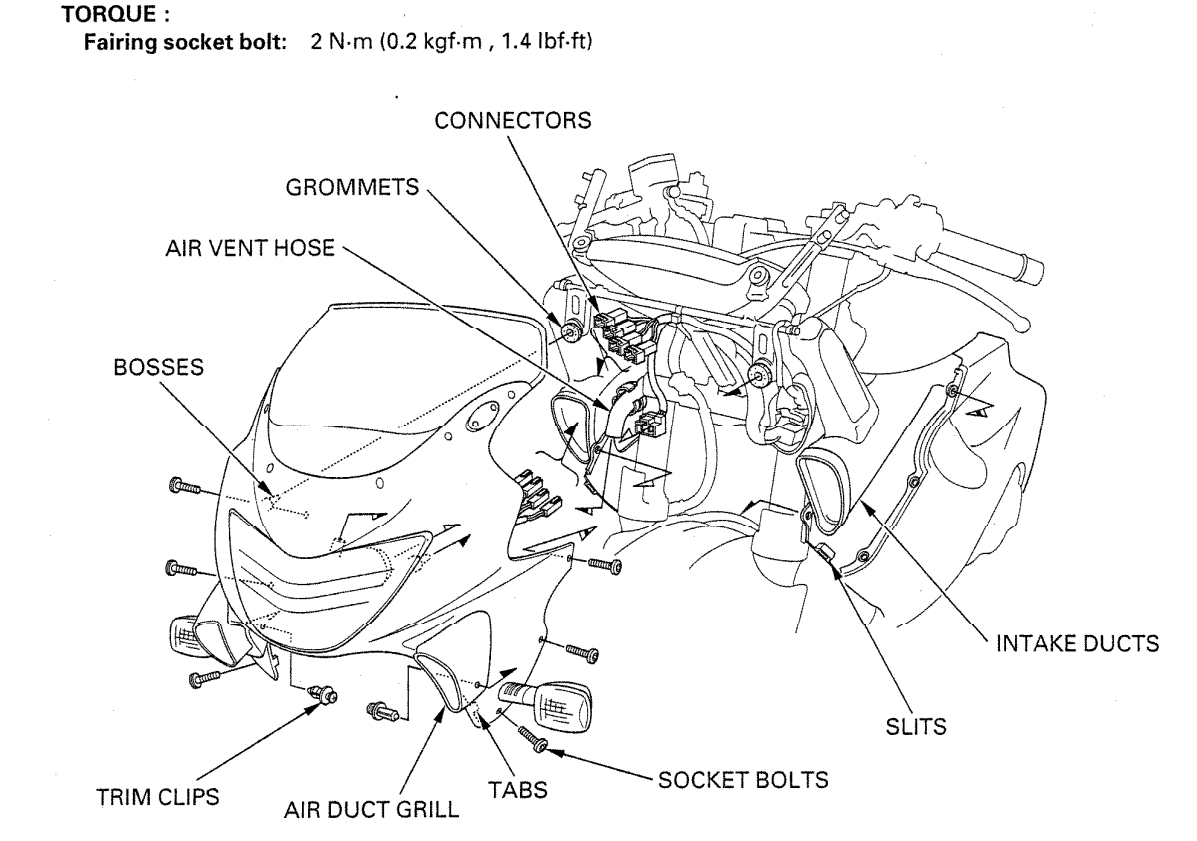 TORQUE :
Fairing socket bolt: 2 N·m (0.2 kgf·m , 1.4 lbf·ft)
CONNECTORS
GROMMETS
AIR VENT HOSE
BOSSES
INTAKE DUCTS
SLITS
SOCKET BOLTS
TABS
TRIM CLIPS
AIR DUCT GRILL